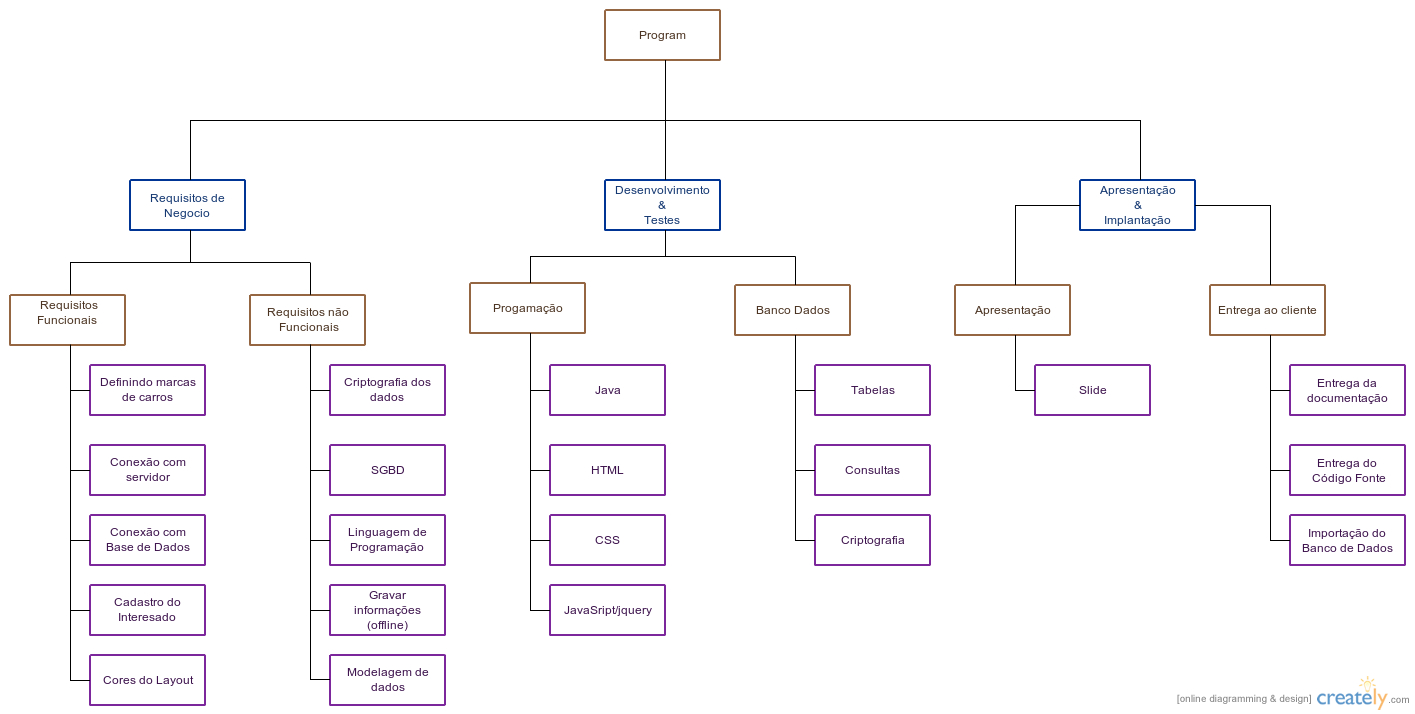 Program
Requisitos de
Negocio
Desenvolvimento
&
Testes
Apresentação
&
Implantação
Requisitos
Funcionais
Requisitos não
Funcionais
Progamação
Banco Dados
Apresentação
Entrega ao cliente
Definindo marcas
de carros
Conexão com
servidor
Conexão com
Base de Dados
Cadastro do
Interesado
Cores do Layout
Criptografia dos
dados
SGBD
Linguagem de
Programação
Gravar
informações
(offline)
Modelagem de
dados
Java
HTML
CSS
JavaSript/jquery
Tabelas
Consultas
Criptografia
Slide
Entrega da
documentação
Entrega do
Código Fonte
Importação do
Banco de Dados
[online diagramming & design] creately.com